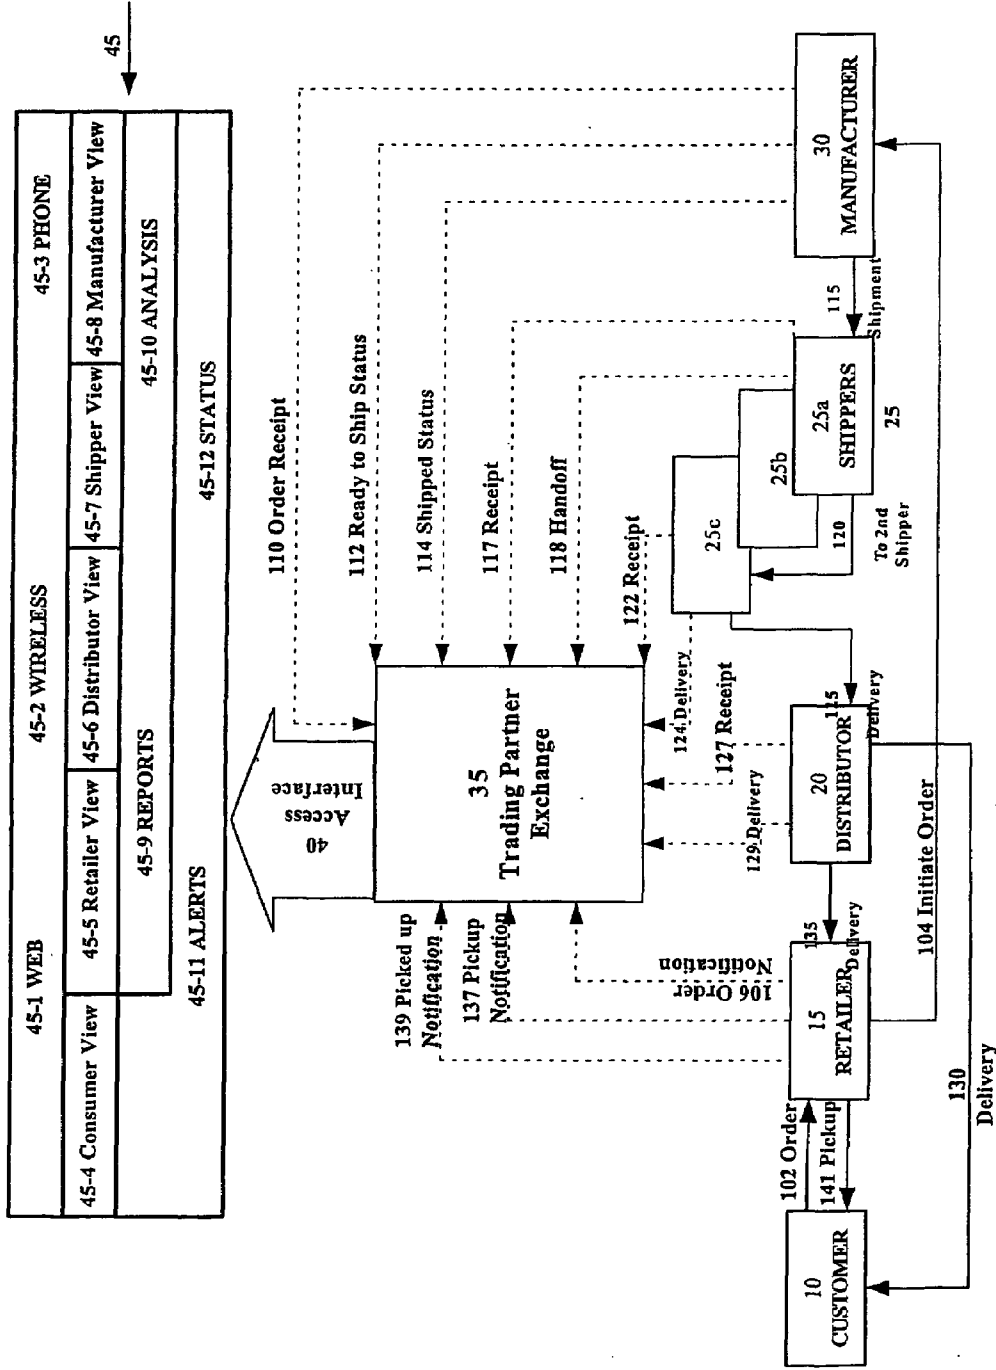 45
45-1 WEB
45-2 WIRELESS
45-3 PHONE
45-4 Consumer View
45-5 Retailer View
45-6 Distributor View
45-7 Shipper View
45-8 Manufacturer View
45-9 REPORTS
45-10 ANALYSIS
45-11 ALERTS
45-12 STATUS
40
Access
Interface
110 Order Receipt
112 Ready to Ship Status
114 Shipped Status
117 Receipt
118 Handoff
122 Receipt
35
Trading Partner
Exchange
139 Picked up
Notification
137 Pickup
Notification
106 Order
Notification
129 Delivery
127 Receipt
124 Delivery
25c
25b
25a
SHIPPERS
25
120
To 2nd
Shipper
115
Shipment
30
MANUFACTURER
20
DISTRIBUTOR
125
Delivery
15
RETAILER
135
Delivery
102 Order
141 Pickup
10
CUSTOMER
104 Initiate Order
130
Delivery